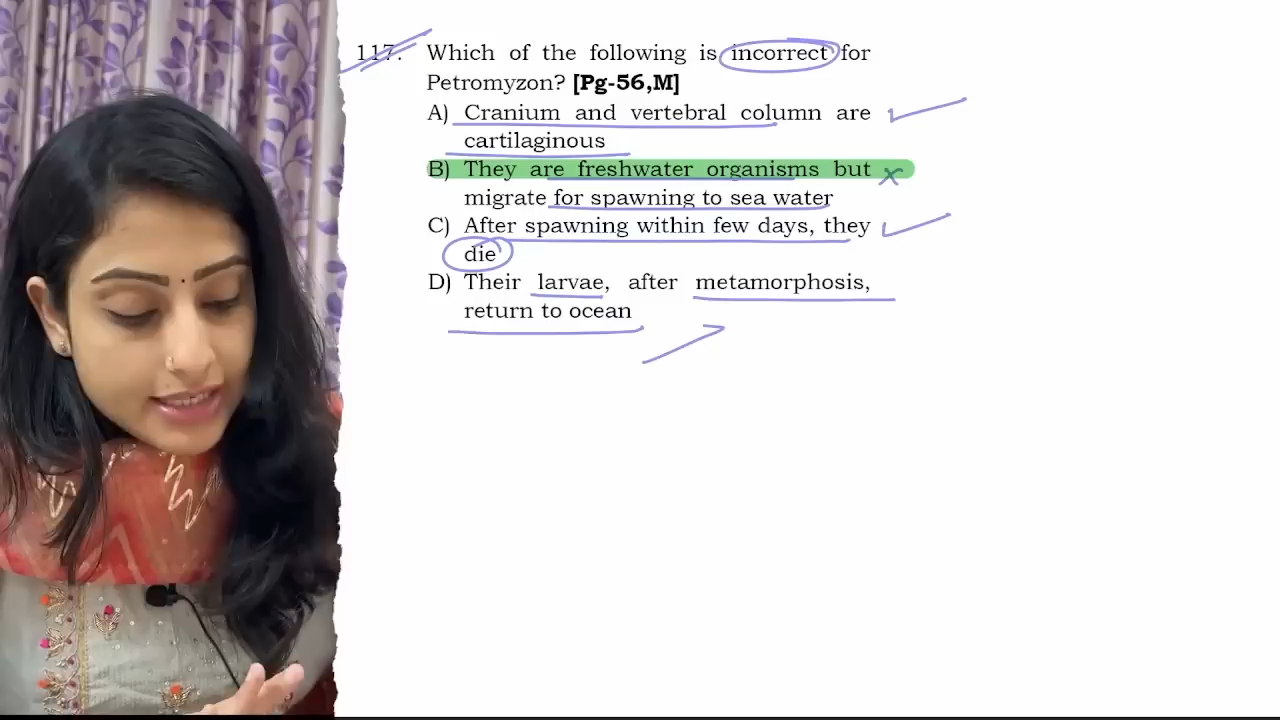 117. Which of the following is incorrect for
Petromyzon? [Pg-56,M]
A) Cranium and vertebral column are
cartilaginous
B) They are freshwater organisms but
migrate for spawning to sea water
C) After spawning within few days, they
die
D) Their larvae, after metamorphosis,
return to ocean